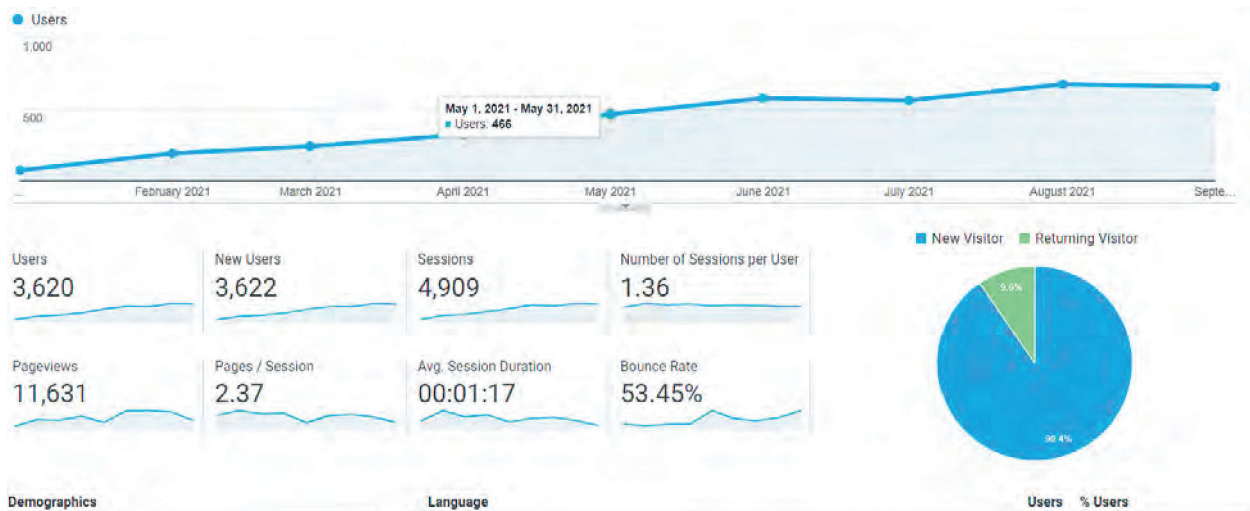 Users
1,000
500
May 1, 2021 - May 31, 2021
Users: 466
... February 2021 March 2021 April 2021 May 2021 June 2021 July 2021 August 2021 Septe...
New Visitor Returning Visitor
Users New Users Sessions Number of Sessions per User
3,620 3,622 4,909 1.36
9.6%
Pageviews Pages / Session Avg. Session Duration Bounce Rate
11,631 2.37 00:01:17 53.45%
90.4%
Demographics Language Users % Users